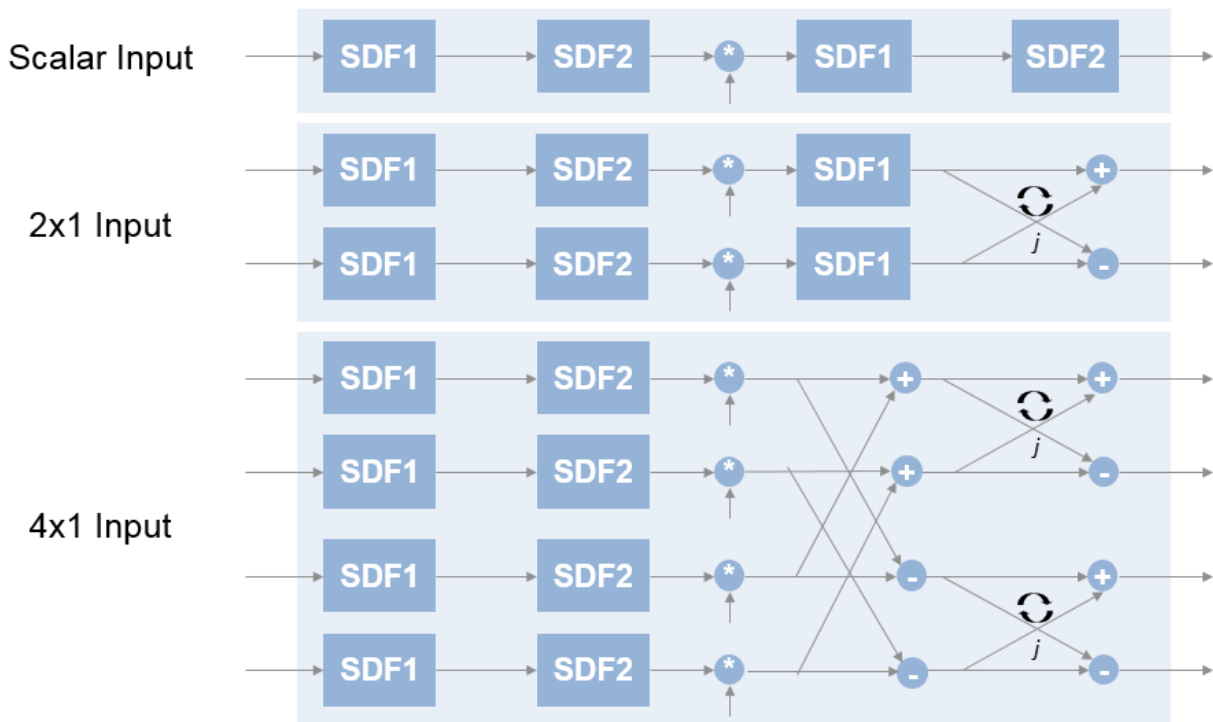 Scalar Input
SDF1 SDF2 * SDF1 SDF2
2x1 Input
SDF1 SDF2 * SDF1 +
j
SDF1 SDF2 * SDF1 -
4x1 Input
SDF1 SDF2 * + +
j
SDF1 SDF2 * + -
SDF1 SDF2 * - +
j
SDF1 SDF2 * - -